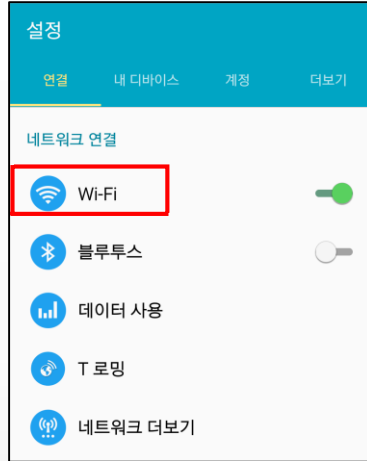 설정
연결 내 디바이스 계정 더보기
네트워크 연결
Wi-Fi
블루투스
데이터 사용
T 로밍
네트워크 더보기